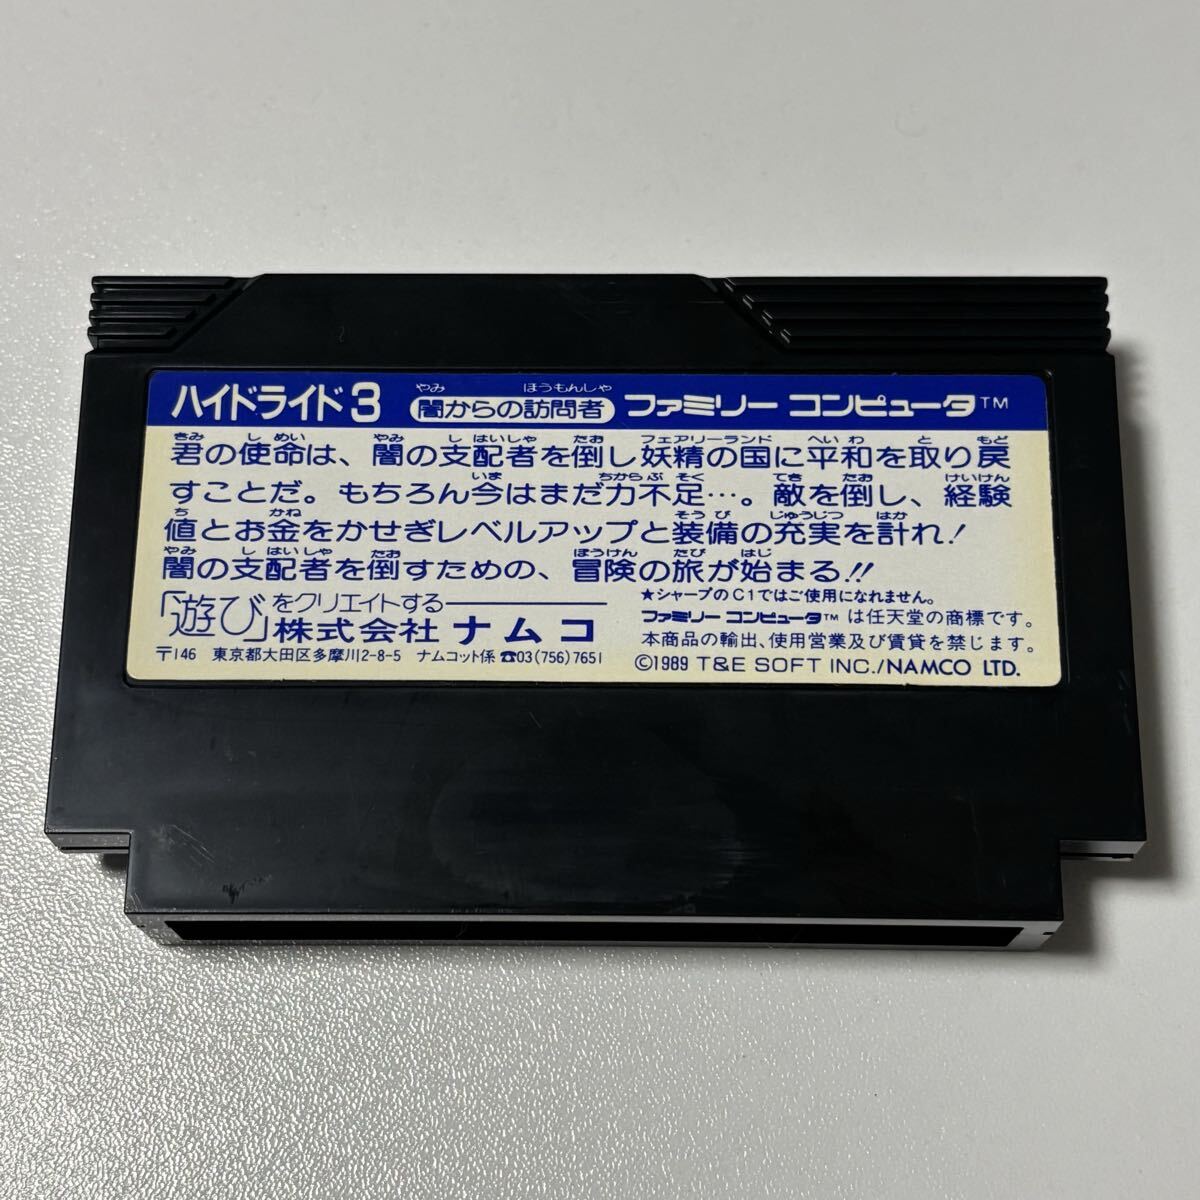 やみ ほうもんしゃ
ハイドライド3 闇からの訪問者 ファミリー コンピュータ™
きみ しめい やみ しはいしゃ たお フェアリーランド へいわ と もど
君の使命は、闇の支配者を倒し妖精の国に平和を取り戻
いま ちからぶそく てき たお けいけん
すことだ。もちろん今はまだ力不足…。敵を倒し、経験
ち かね そうび じゅうじつ はか
値とお金をかせぎレベルアップと装備の充実を計れ!
やみ しはいしゃ たお ぼうけん たび はじ
闇の支配者を倒すための、冒険の旅が始まる!!
「遊び」をクリエイトする
株式会社 ナムコ
〒146 東京都大田区多摩川2-8-5 ナムコット係 ☎03(756)7651
★シャープのC1ではご使用になれません。
ファミリー コンピュータ™ は任天堂の商標です。
本商品の輸出、使用営業及び賃貸を禁じます。
©1989 T&E SOFT INC./NAMCO LTD.